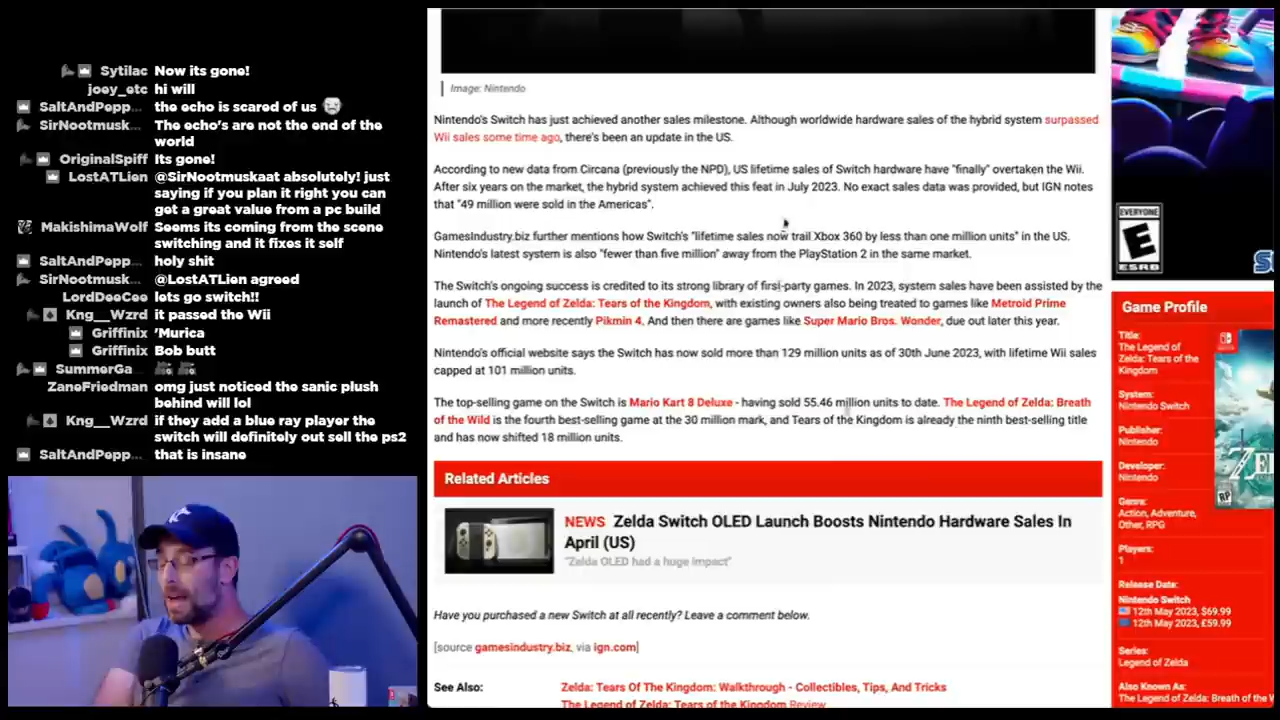 Sytilac Now its gone!
joey_etc hi will
SaltAndPepp... the echo is scared of us
SirNootmusk... The echo's are not the end of the
world
OriginalSpiff Its gone!
LostATLien @SirNootmuskaat absolutely! just
saying if you plan it right you can
get a great value from a pc build
MakishimaWolf Seems its coming from the scene
switching and it fixes it self
SaltAndPepp... holy shit
SirNootmusk... @LostATLien agreed
lets go switch!!
Kng__Wzrd it passed the Wii
Griffinix 'Murica
Griffinix Bob butt
SummerGa...
ZaneFriedman omg just noticed the sanic plush
behind will lol
Kng__Wzrd if they add a blue ray player the
switch will definitely out sell the ps2
SaltAndPepp... that is insane
Image: Nintendo
Nintendo's Switch has just achieved another sales milestone. Although worldwide hardware sales of the hybrid system surpassed
Wii sales some time ago, there's been an update in the US.
According to new data from Circana (previously the NPD), US lifetime sales of Switch hardware have "finally" overtaken the Wii.
After six years on the market, the hybrid system achieved this feat in July 2023. No exact sales data was provided, but IGN notes
that "49 million were sold in the Americas".
GamesIndustry.biz further mentions how Switch's "lifetime sales now trail Xbox 360 by less than one million units" in the US.
Nintendo's latest system is also "fewer than five million" away from the PlayStation 2 in the same market.
The Switch's ongoing success is credited to its strong library of first-party games. In 2023, system sales have been assisted by the
launch of The Legend of Zelda: Tears of the Kingdom, with existing owners also being treated to games like Metroid Prime
Remastered and more recently Pikmin 4. And then there are games like Super Mario Bros. Wonder, due out later this year.
Nintendo's official website says the Switch has now sold more than 129 million units as of 30th June 2023, with lifetime Wii sales
capped at 101 million units.
The top-selling game on the Switch is Mario Kart 8 Deluxe - having sold 55.46 million units to date. The Legend of Zelda: Breath
of the Wild is the fourth best-selling game at the 30 million mark, and Tears of the Kingdom is already the ninth best-selling title
and has now shifted 18 million units.
Related Articles
NEWS Zelda Switch OLED Launch Boosts Nintendo Hardware Sales In
April (US)
"Zelda OLED had a huge impact"
Have you purchased a new Switch at all recently? Leave a comment below.
[source gamesindustry.biz, via ign.com]
See Also: Zelda: Tears Of The Kingdom: Walkthrough - Collectibles, Tips, And Tricks
The Legend of Zelda: Tears of the Kingdom Review
EVERYONE
E
ESRB
Game Profile
Title:
The Legend of
Zelda: Tears of the
Kingdom
System:
Nintendo Switch
Publisher:
Nintendo
Developer:
Nintendo
Genre:
Action, Adventure,
Other, RPG
Players:
1
Release Date:
Nintendo Switch
12th May 2023, $69.99
12th May 2023, £59.99
Series:
Legend of Zelda
Also Known As:
The Legend of Zelda: Breath of the W
ZEL
RP